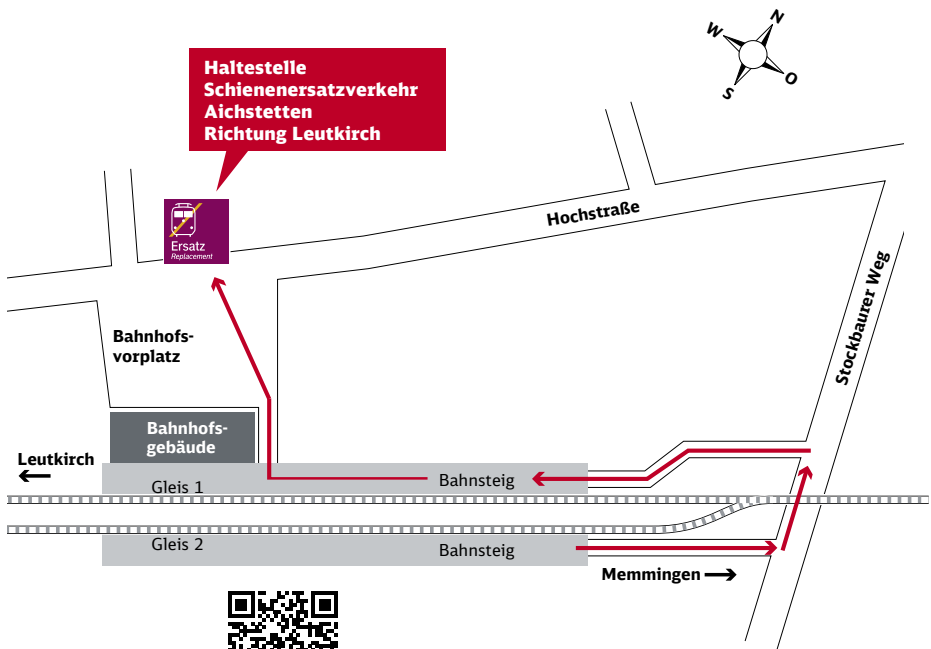 N
W
O
S
Haltestelle
Schienenersatzverkehr
Aichstetten
Richtung Leutkirch
Ersatz
Replacement
Hochstraße
Stockbaurer Weg
Bahnhofs-
vorplatz
Bahnhofs-
gebäude
Leutkirch
←
Gleis 1
Bahnsteig
Gleis 2
Bahnsteig
Memmingen →